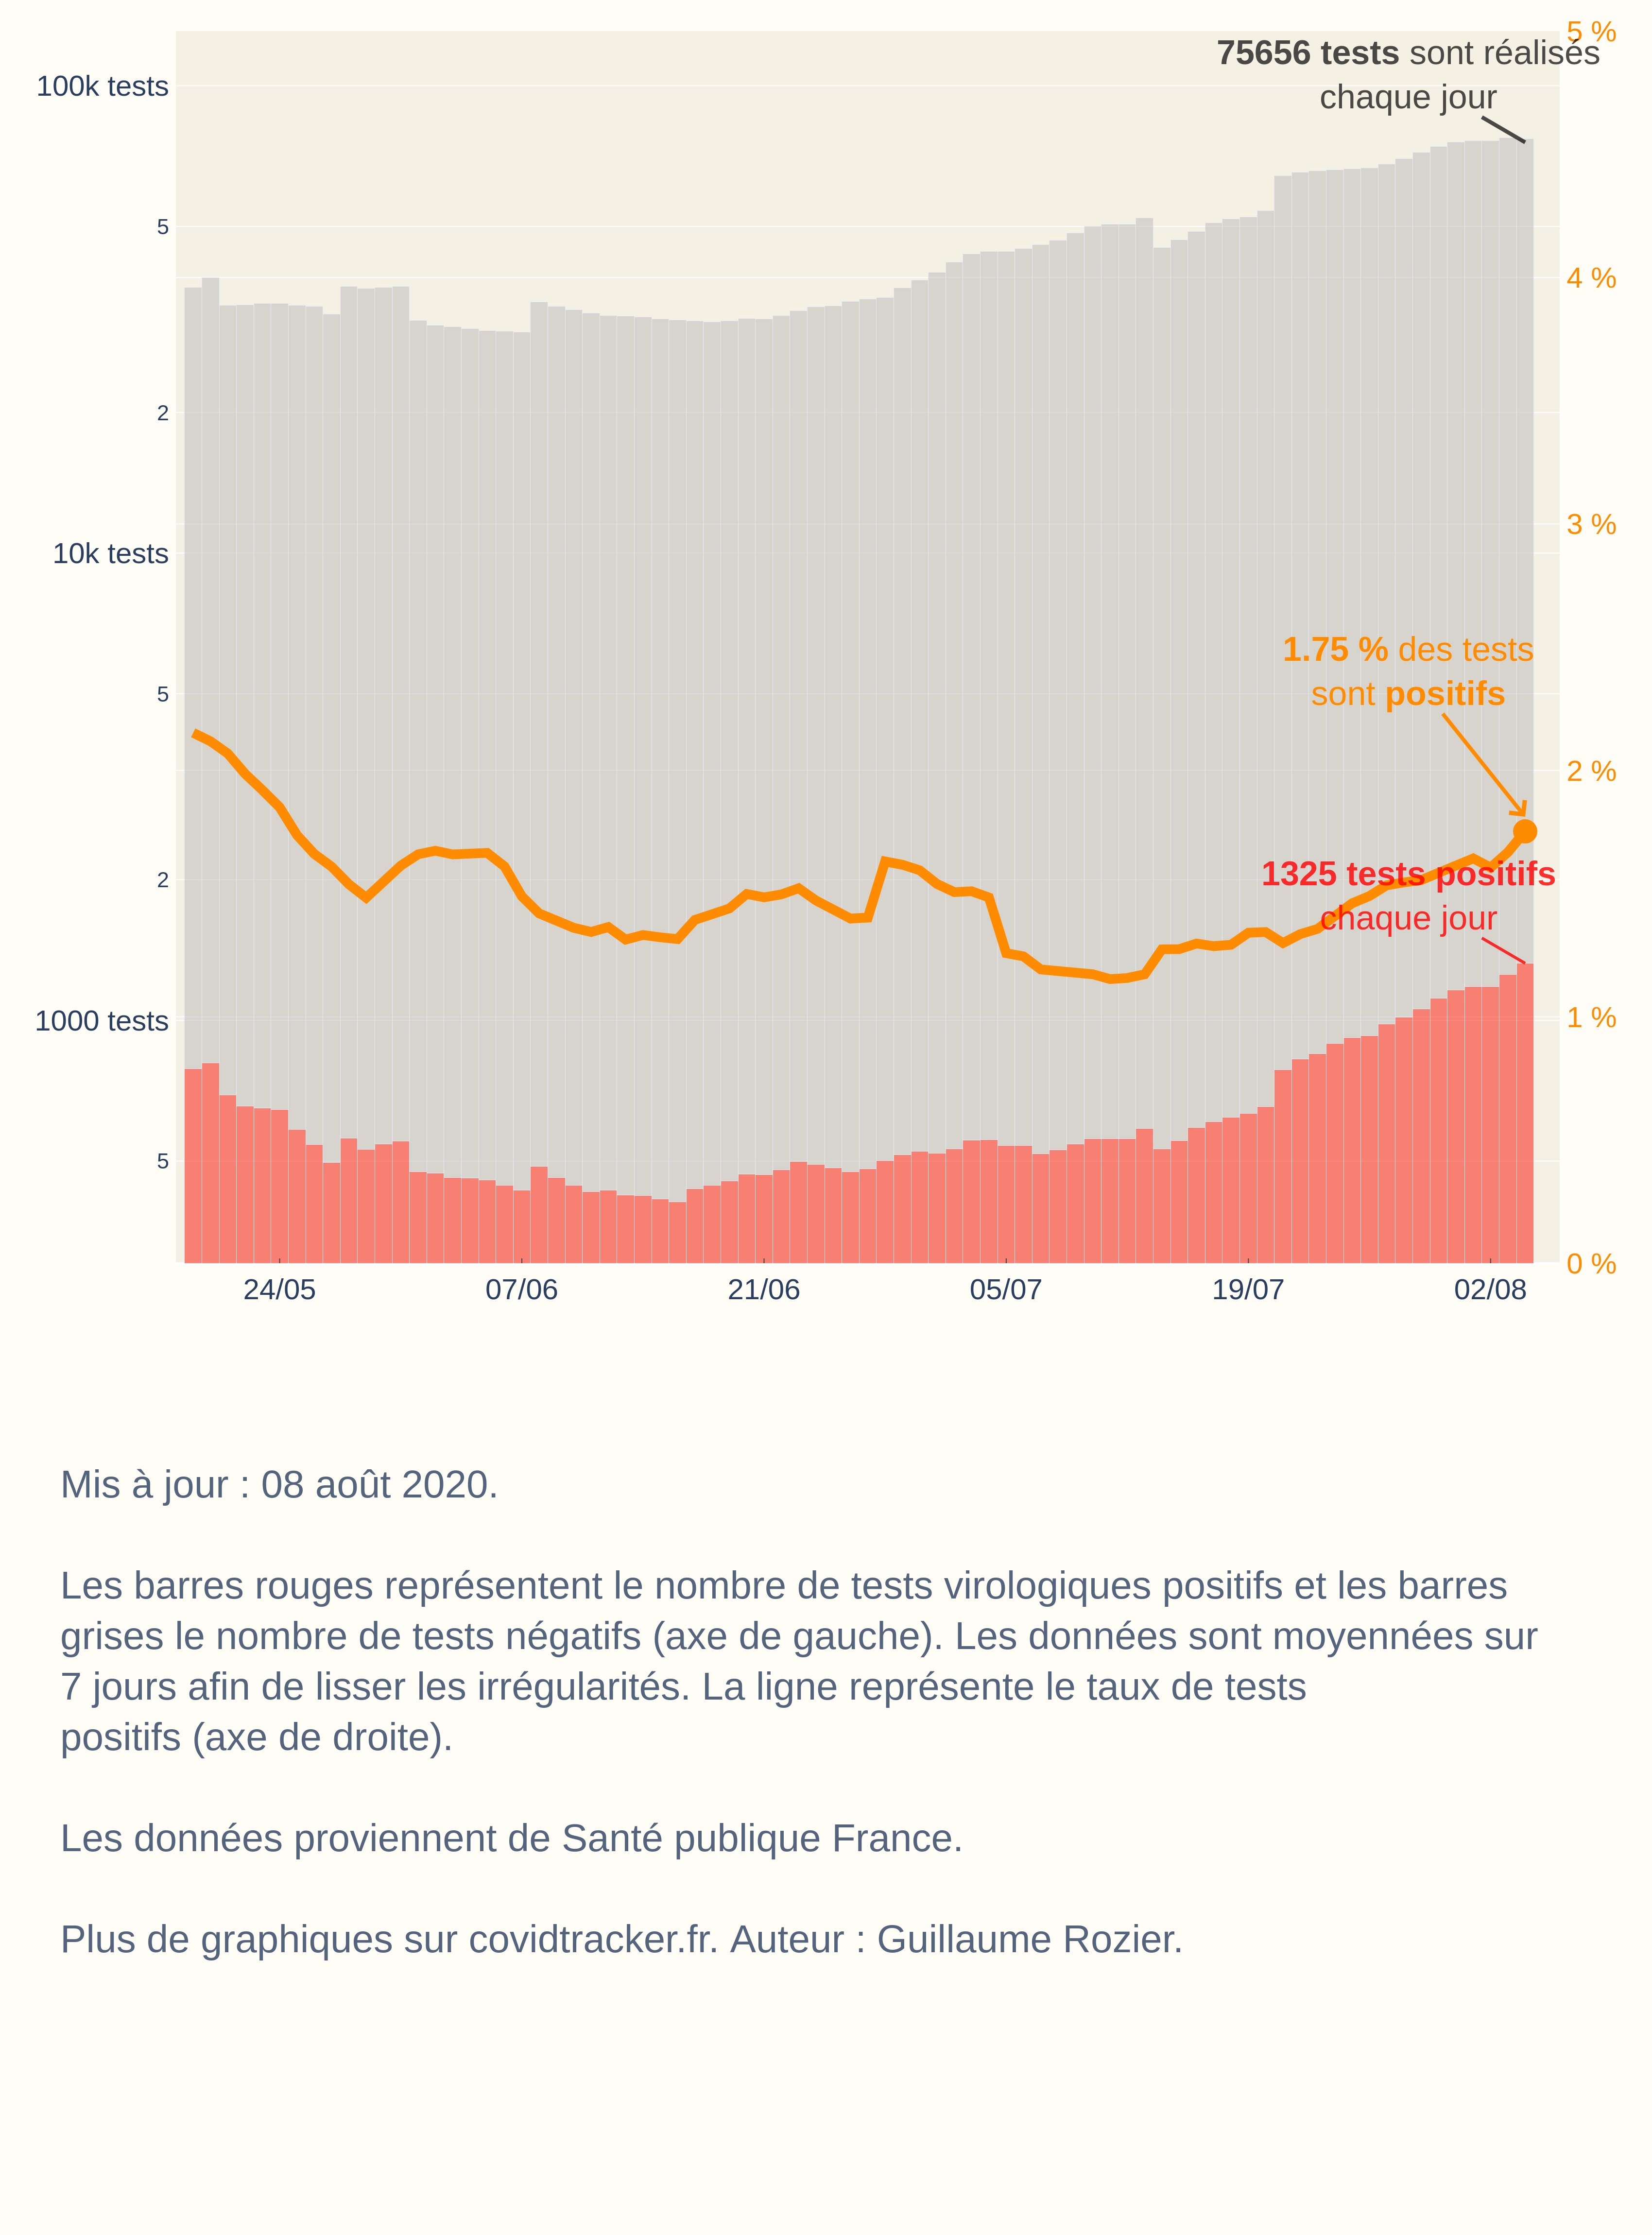 5 %
75656 tests sont réalisés
chaque jour
100k tests
5
4 %
2
3 %
10k tests
1.75 % des tests
sont positifs
5
2 %
1325 tests positifs
chaque jour
2
1000 tests
1 %
5
0 %
24/05 07/06 21/06 05/07 19/07 02/08
Mis à jour : 08 août 2020.
Les barres rouges représentent le nombre de tests virologiques positifs et les barres
grises le nombre de tests négatifs (axe de gauche). Les données sont moyennées sur
7 jours afin de lisser les irrégularités. La ligne représente le taux de tests
positifs (axe de droite).
Les données proviennent de Santé publique France.
Plus de graphiques sur covidtracker.fr. Auteur : Guillaume Rozier.